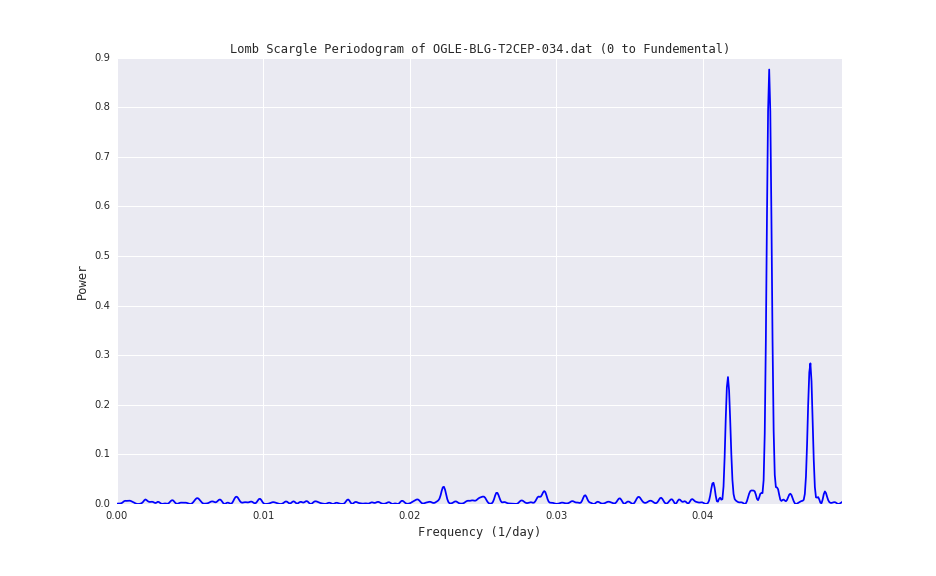 Lomb Scargle Periodogram of OGLE-BLG-T2CEP-034.dat (0 to Fundemental)
0.9
0.8
0.7
0.6
0.5
0.4
0.3
0.2
0.1
0.0
Power
0.00 0.01 0.02 0.03 0.04
Frequency (1/day)